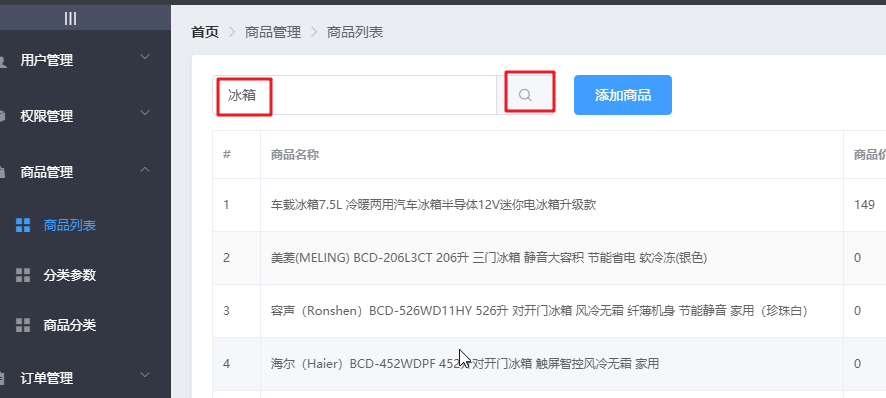 首页 > 商品管理 > 商品列表
用户管理
权限管理
商品管理
商品列表
分类参数
商品分类
订单管理
冰箱
添加商品
# 商品名称 商品价
1 车载冰箱7.5L 冷暖两用汽车冰箱半导体12V迷你电冰箱升级款 149
2 美菱(MELING) BCD-206L3CT 206升 三门冰箱 静音大容积 节能省电 软冷冻(银色) 0
3 容声（Ronshen）BCD-526WD11HY 526升 对开门冰箱 风冷无霜 纤薄机身 节能静音 家用（珍珠白） 0
4 海尔（Haier）BCD-452WDPF 452升 对开门冰箱 触屏智控风冷无霜 家用 0